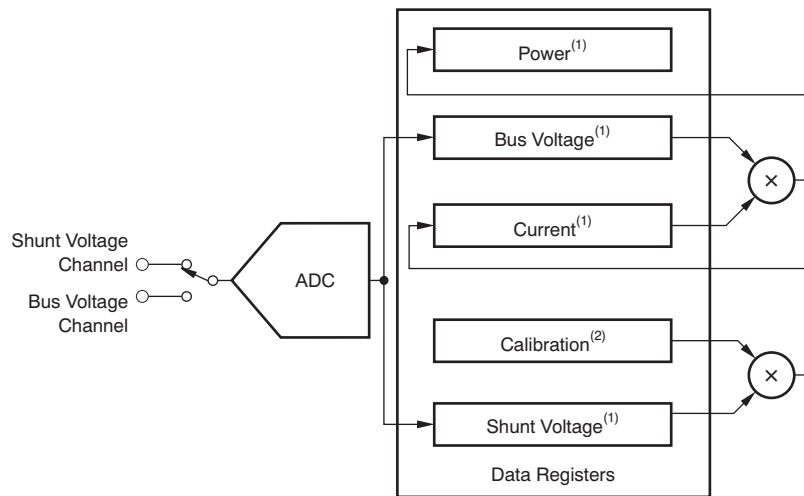 Power(1)
Bus Voltage(1)
×
Current(1)
Shunt Voltage
Channel
ADC
Bus Voltage
Channel
Calibration(2)
×
Shunt Voltage(1)
Data Registers